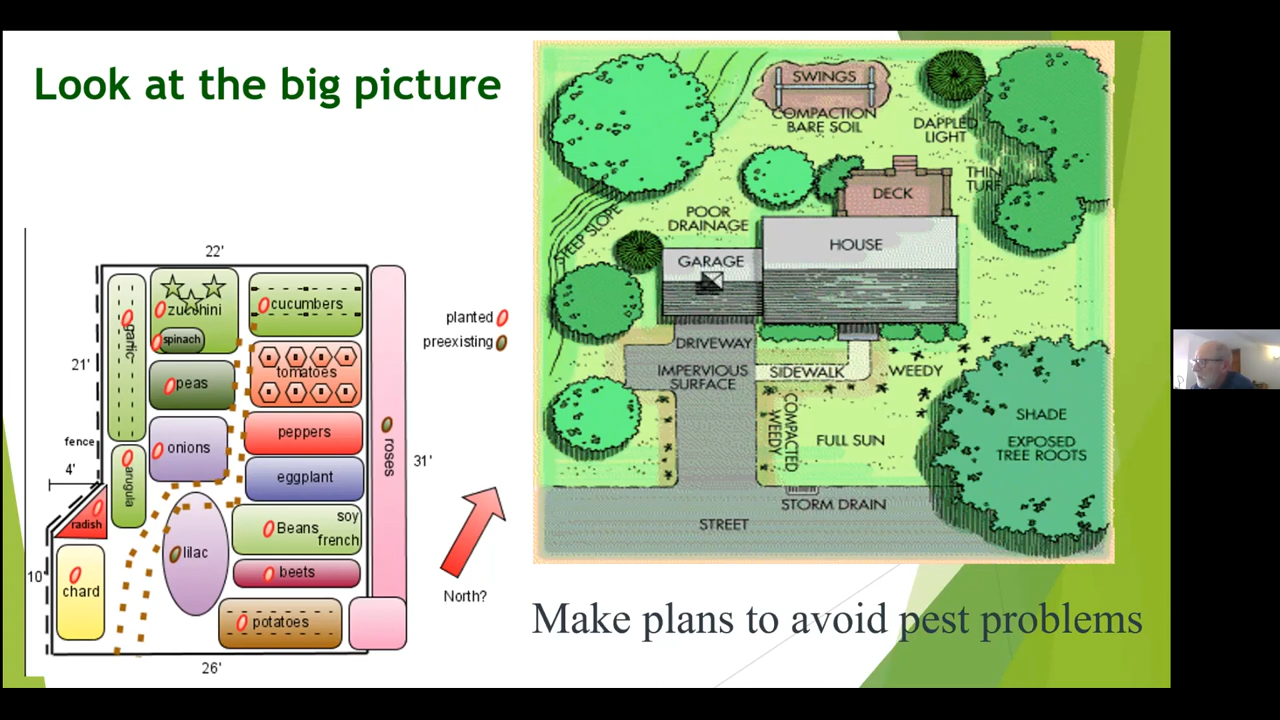 Look at the big picture
22'
21'
fence
4'
10'
26'
31'
garlic
zucchini
spinach
peas
onions
arugula
radish
chard
lilac
cucumbers
tomatoes
peppers
eggplant
soy
Beans
french
beets
potatoes
roses
planted
preexisting
North?
SWINGS
COMPACTION
BARE SOIL
DAPPLED
LIGHT
THIN
TURF
DECK
STEEP SLOPE
POOR
DRAINAGE
GARAGE
HOUSE
DRIVEWAY
IMPERVIOUS
SURFACE
SIDEWALK
WEEDY
COMPACTED
WEEDY
FULL SUN
SHADE
EXPOSED
TREE ROOTS
STORM DRAIN
STREET
Make plans to avoid pest problems